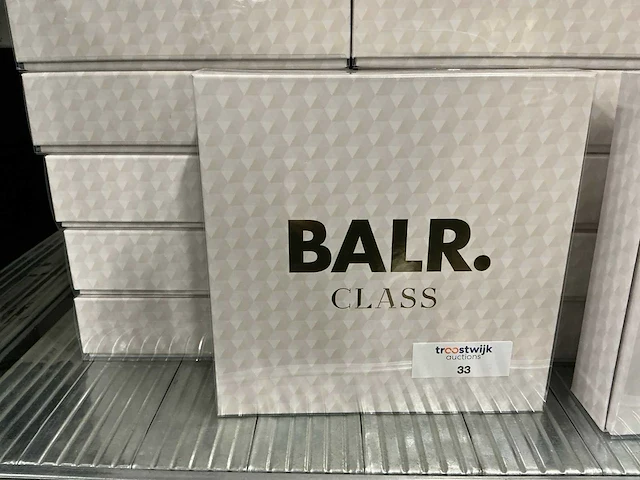 BALR.
CLASS
troostwijk
auctions
33